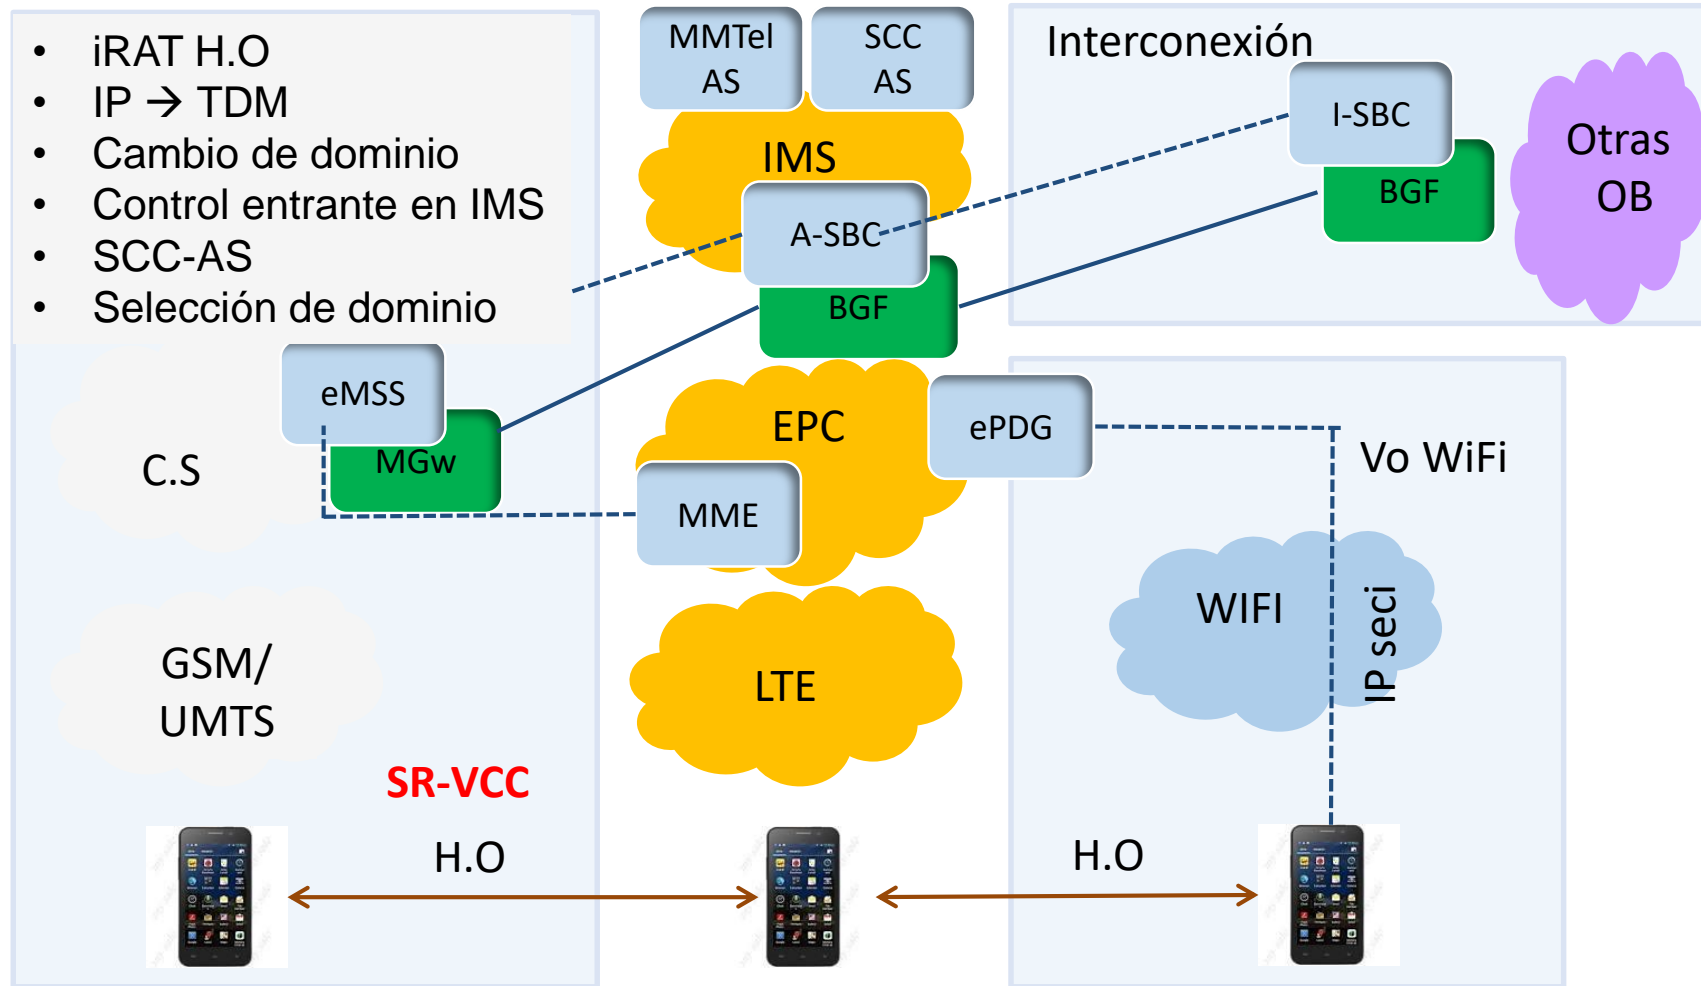 • iRAT H.O
• IP → TDM
• Cambio de dominio
• Control entrante en IMS
• SCC-AS
• Selección de dominio
MMTel
AS
SCC
AS
IMS
A-SBC
BGF
Interconexión
I-SBC
BGF
Otras
OB
eMSS
MGw
C.S
EPC
ePDG
MME
Vo WiFi
WIFI
IP seci
GSM/
UMTS
LTE
SR-VCC
H.O
H.O